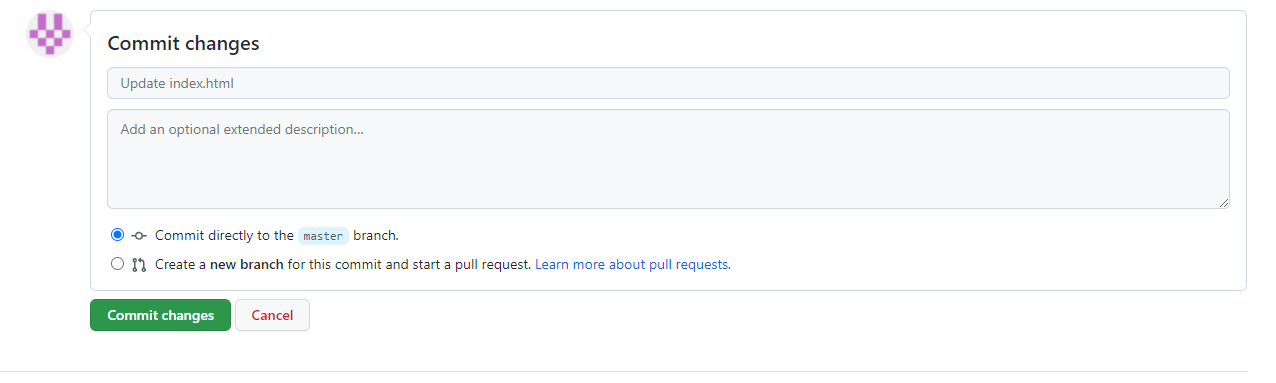 Commit changes
Update index.html
Add an optional extended description...
Commit directly to the master branch.
Create a new branch for this commit and start a pull request. Learn more about pull requests.
Commit changes
Cancel